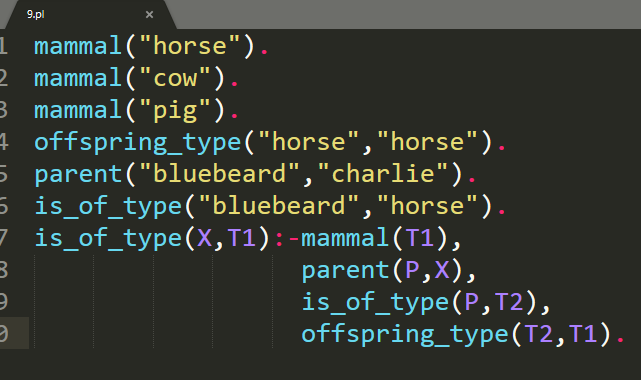 9.pl ×
1 mammal("horse").
2 mammal("cow").
3 mammal("pig").
4 offspring_type("horse","horse").
5 parent("bluebeard","charlie").
6 is_of_type("bluebeard","horse").
7 is_of_type(X,T1):-mammal(T1),
8 parent(P,X),
9 is_of_type(P,T2),
0 offspring_type(T2,T1).